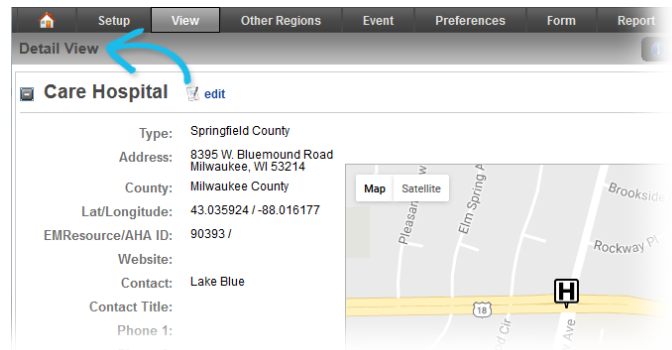 Setup View Other Regions Event Preferences Form Report
Detail View
Care Hospital edit
Type: Springfield County
Address: 8395 W. Bluemound Road
Milwaukee, WI 53214
County: Milwaukee County
Lat/Longitude: 43.035924 / -88.016177
EMResource/AHA ID: 90393 /
Website:
Contact: Lake Blue
Contact Title:
Phone 1:
Map Satellite
Elm Spring A
Pleasan
Brookside
Rockway Pl
H
18
d Cir
Ave